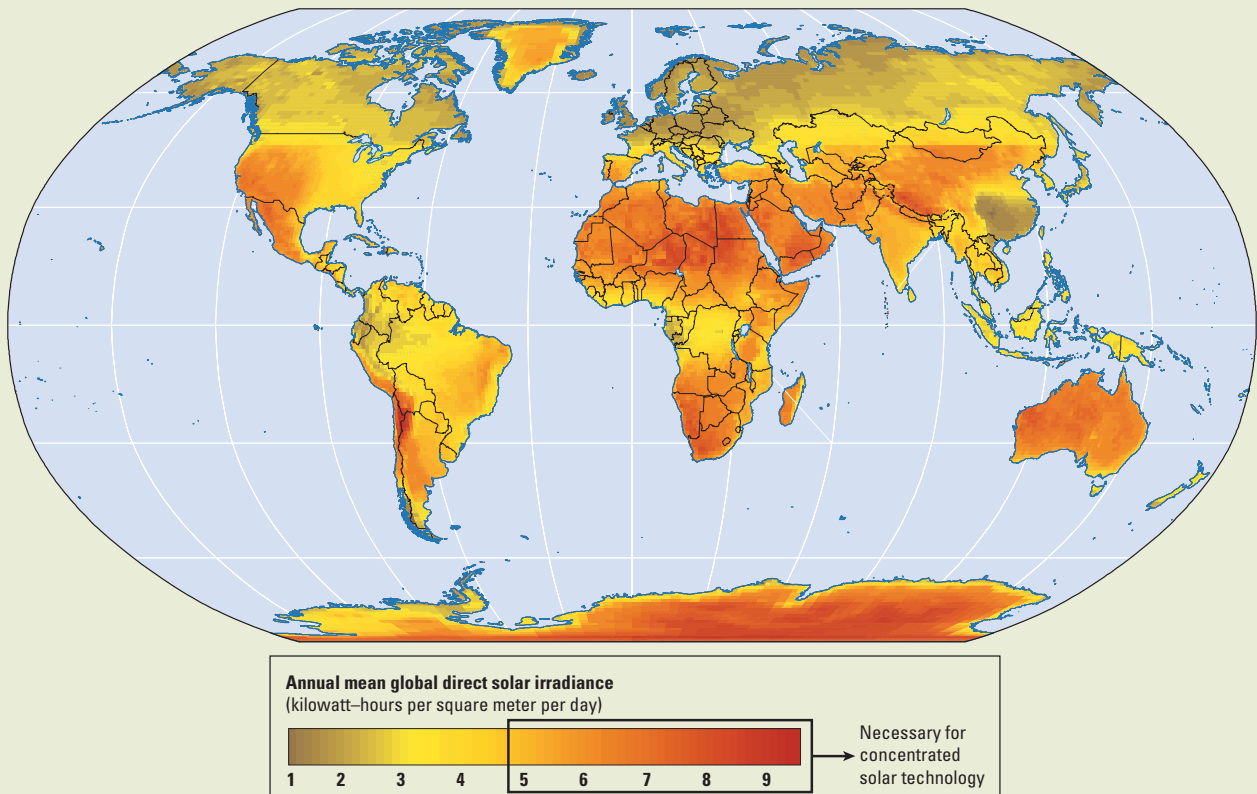 Annual mean global direct solar irradiance
(kilowatt–hours per square meter per day)
1 2 3 4 5 6 7 8 9
Necessary for
concentrated
solar technology